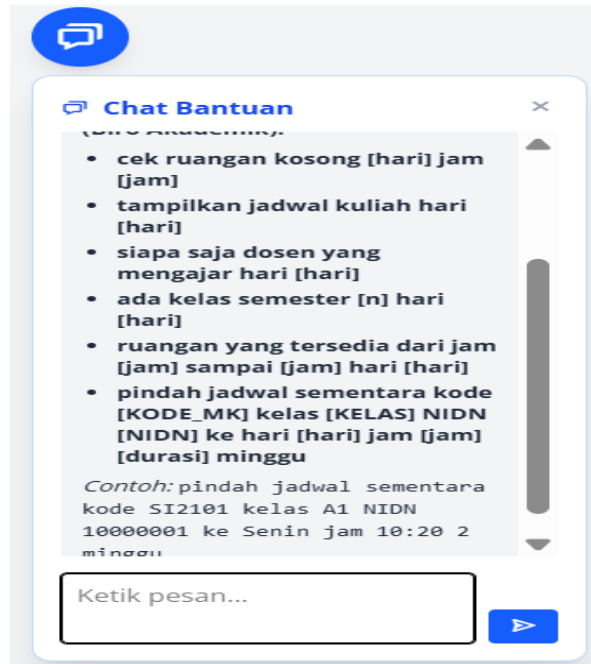 Chat Bantuan
(Biro Akademik):
cek ruangan kosong [hari] jam
[jam]
tampilkan jadwal kuliah hari
[hari]
siapa saja dosen yang
mengajar hari [hari]
ada kelas semester [n] hari
[hari]
ruangan yang tersedia dari jam
[jam] sampai [jam] hari [hari]
pindah jadwal sementara kode
[KODE_MK] kelas [KELAS] NIDN
[NIDN] ke hari [hari] jam [jam]
[durasi] minggu
Contoh: pindah jadwal sementara
kode SI2101 kelas A1 NIDN
10000001 ke Senin jam 10:20 2
minggu
Ketik pesan...